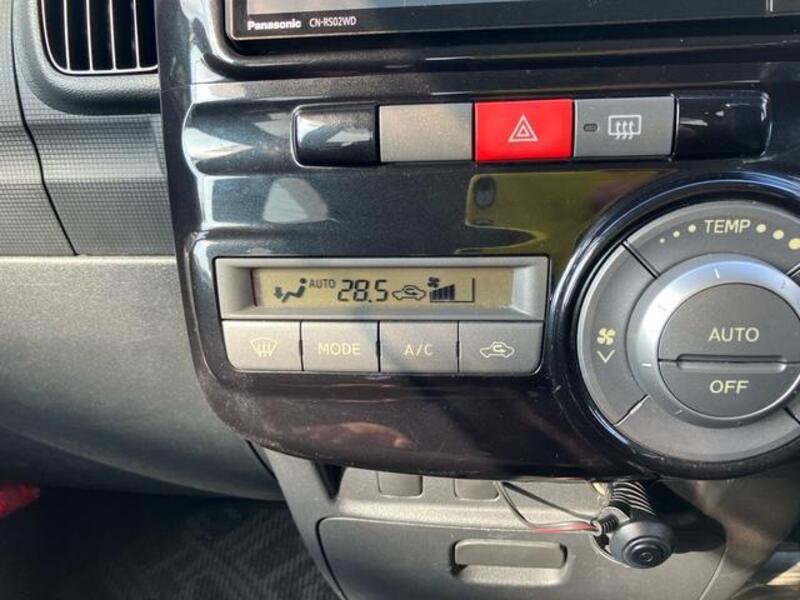 Panasonic CN-RS02WD
TEMP
AUTO 28.5
MODE A/C
AUTO
OFF